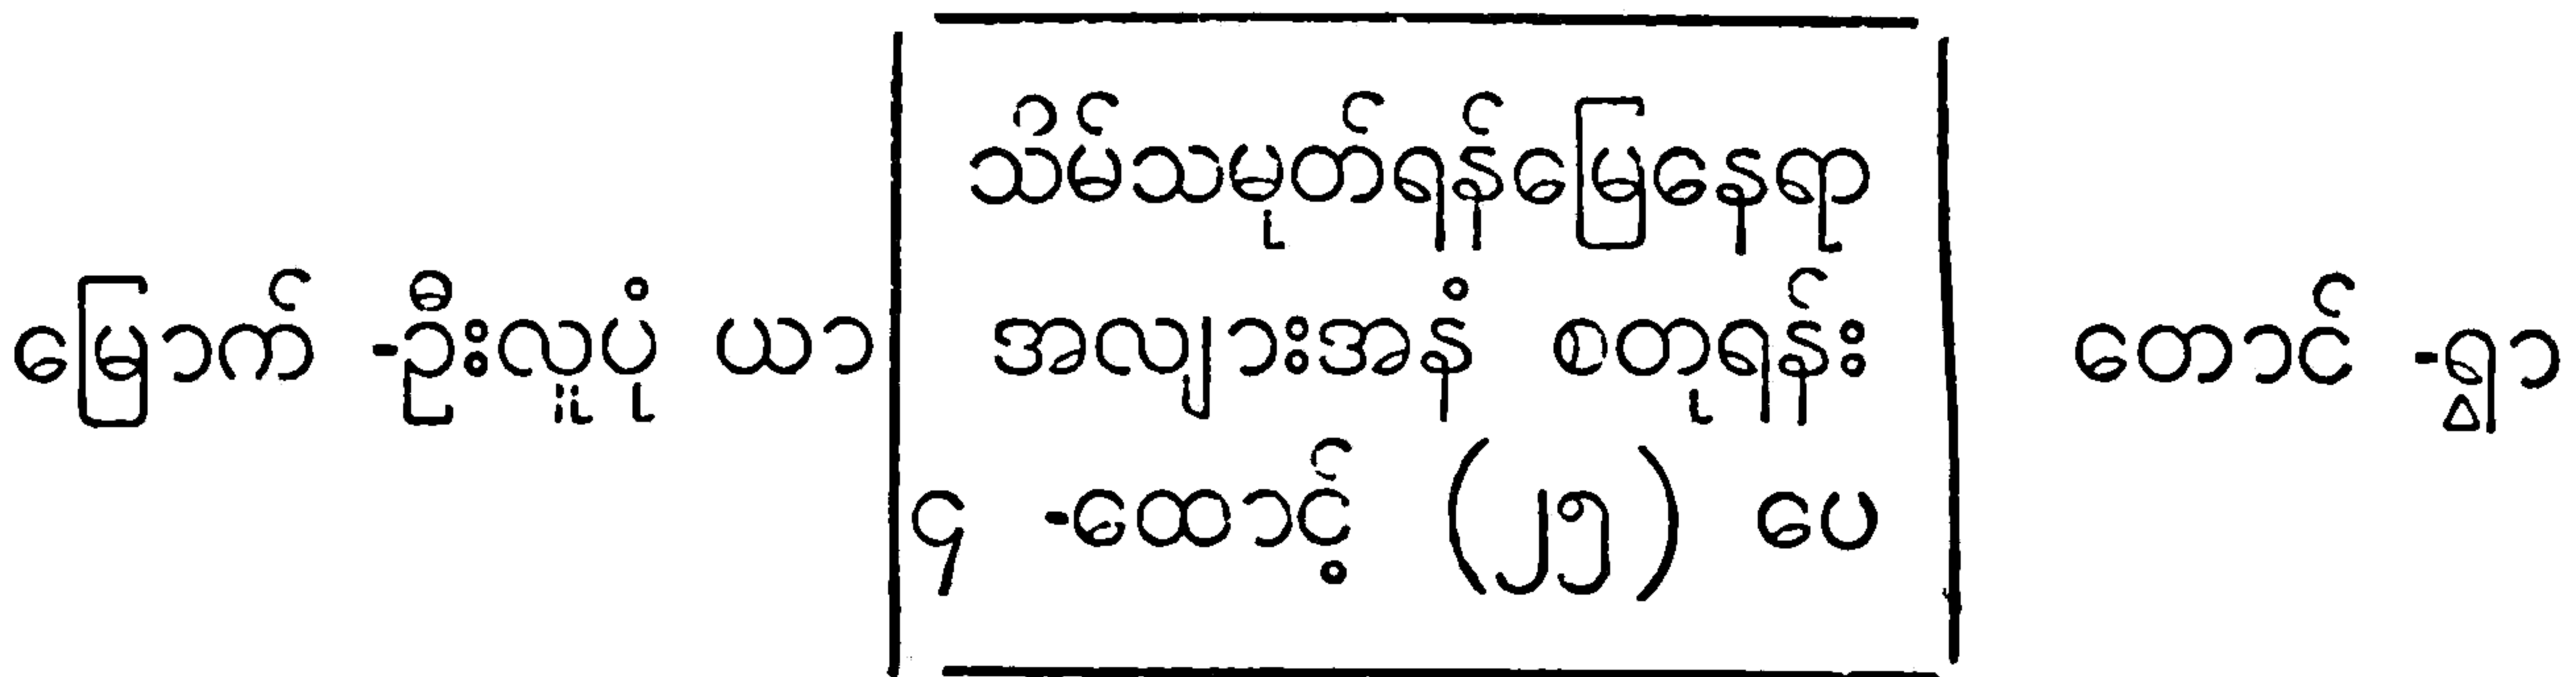 သိမ်သမုတ်ရန်မြေနေရာ
မြောက် -ဦးလူပုံ ယာ အလျားအနံ စတုရန်း တောင် -ရွာ
၄ -ထောင့် (၂၅) ပေ